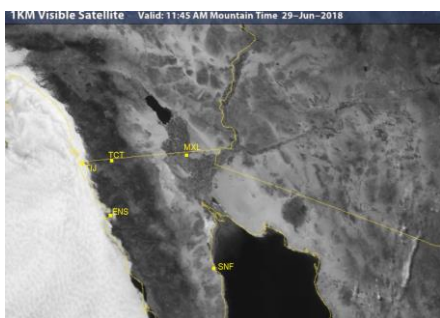 1KM Visible Satellite Valid: 11:45 AM Mountain Time 29-Jun-2018
TCT
MXL
TIJ
ENS
SNF